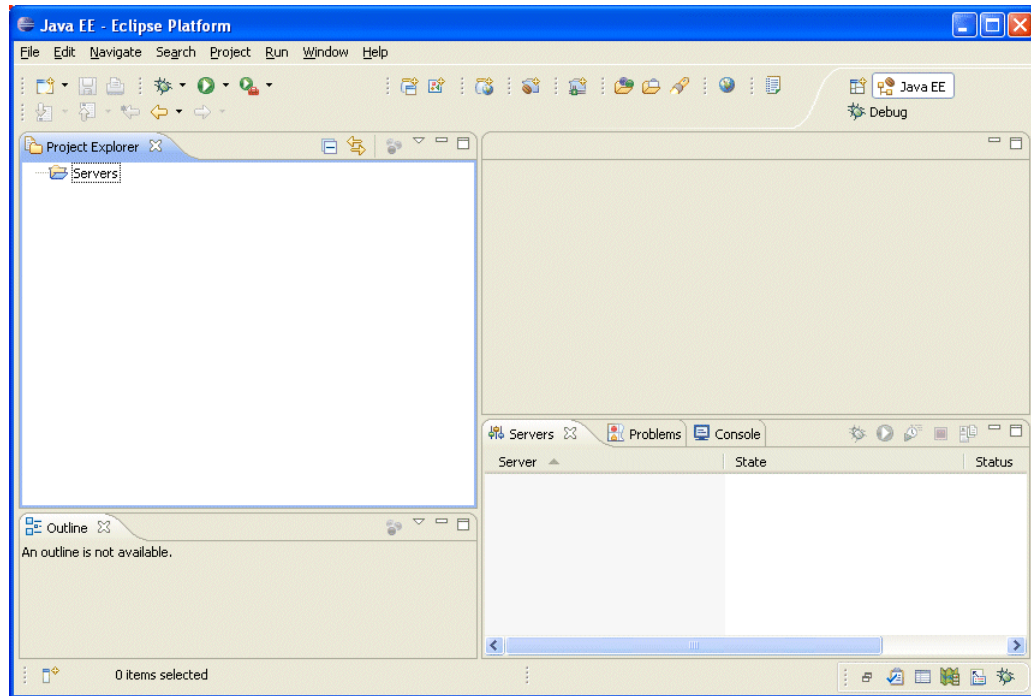 Java EE - Eclipse Platform
File Edit Navigate Search Project Run Window Help
Java EE
Debug
Project Explorer
Servers
Servers Problems Console
Server State Status
Outline
An outline is not available.
0 items selected